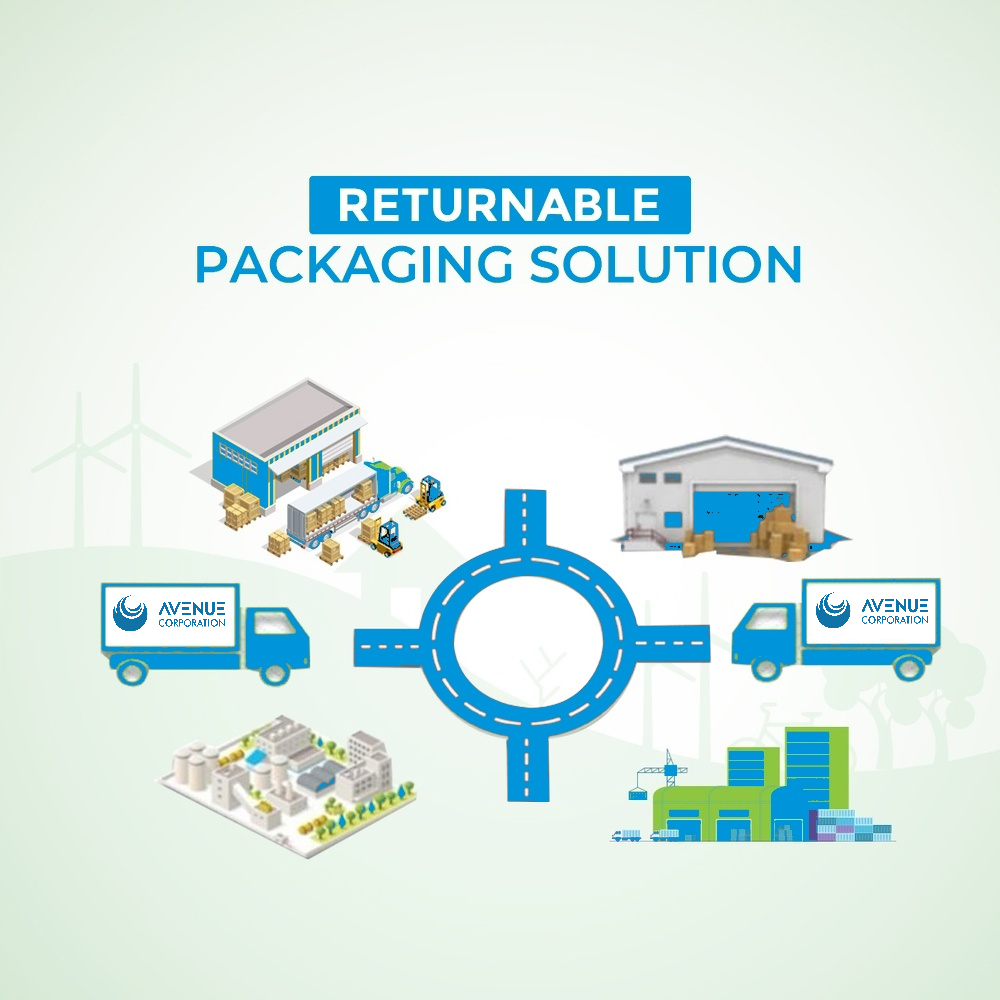 RETURNABLE
PACKAGING SOLUTION
AVENUE
CORPORATION
AVENUE
CORPORATION